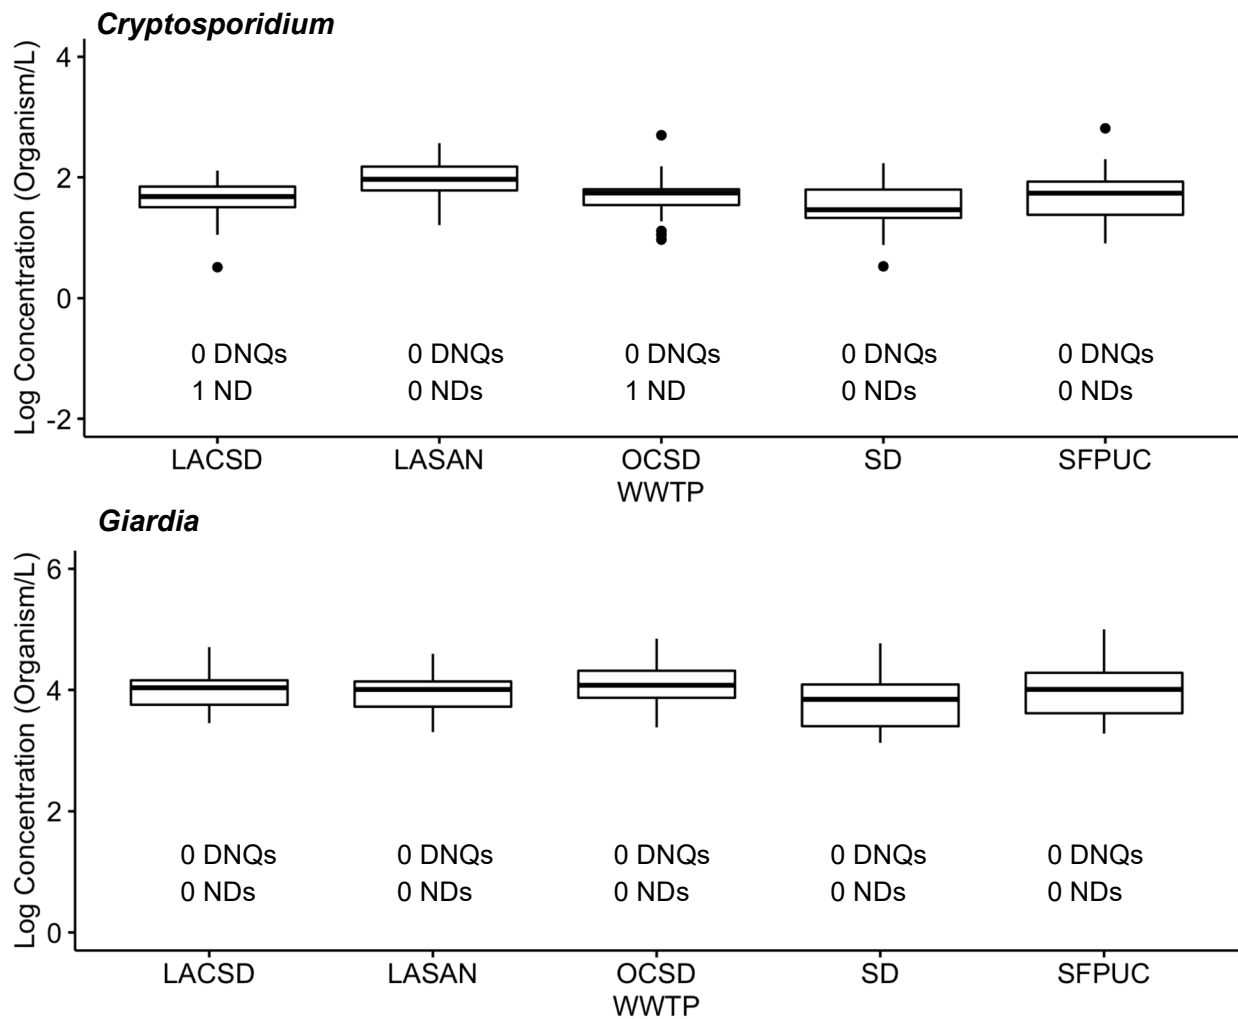 Cryptosporidium
Log Concentration (Organism/L)
4
2
0
-2
0 DNQs 0 DNQs 0 DNQs 0 DNQs 0 DNQs
1 ND 0 NDs 1 ND 0 NDs 0 NDs
LACSD LASAN OCSD SD SFPUC
WWTP
Giardia
Log Concentration (Organism/L)
6
4
2
0
0 DNQs 0 DNQs 0 DNQs 0 DNQs 0 DNQs
0 NDs 0 NDs 0 NDs 0 NDs 0 NDs
LACSD LASAN OCSD SD SFPUC
WWTP